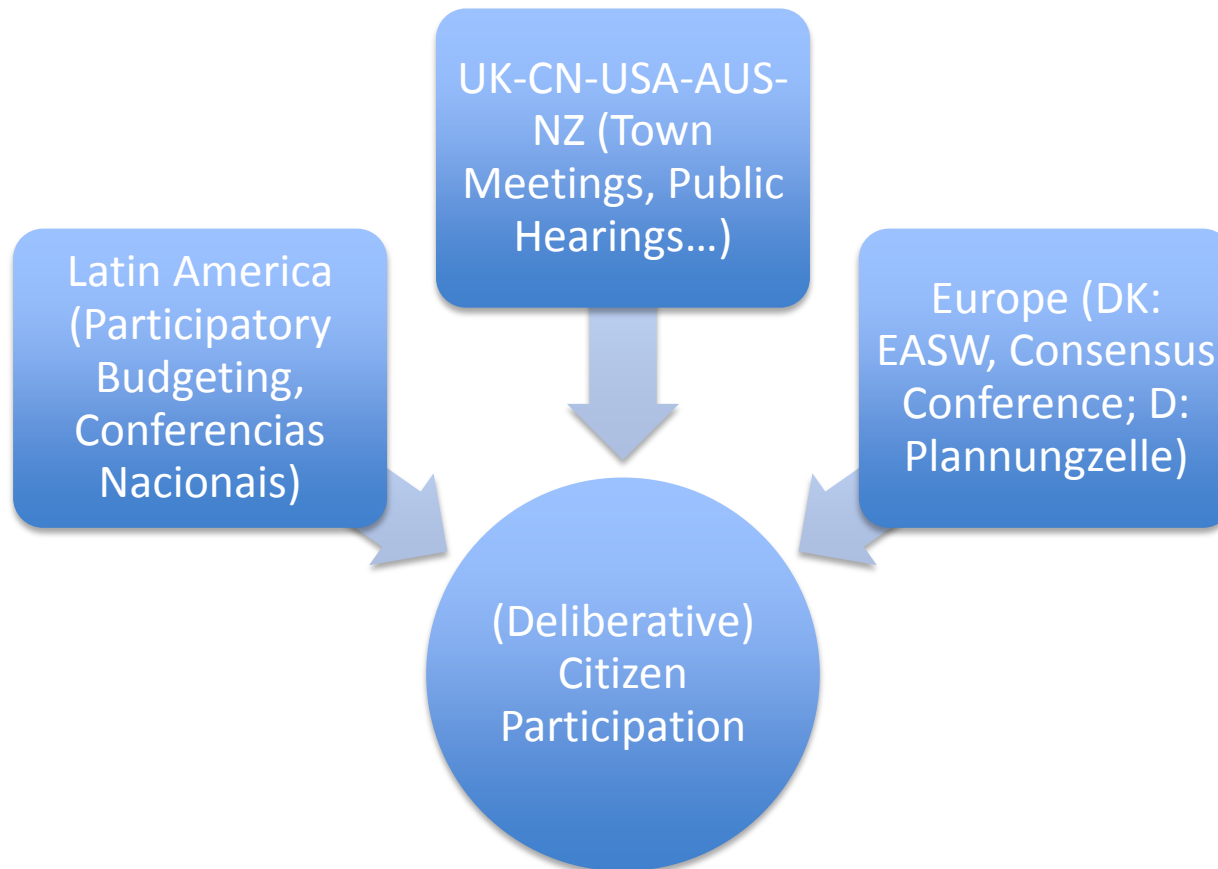 UK-CN-USA-AUS-
NZ (Town
Meetings, Public
Hearings…)
Latin America
(Participatory
Budgeting,
Conferencias
Nacionais)
Europe (DK:
EASW, Consensus
Conference; D:
Plannungzelle)
(Deliberative)
Citizen
Participation